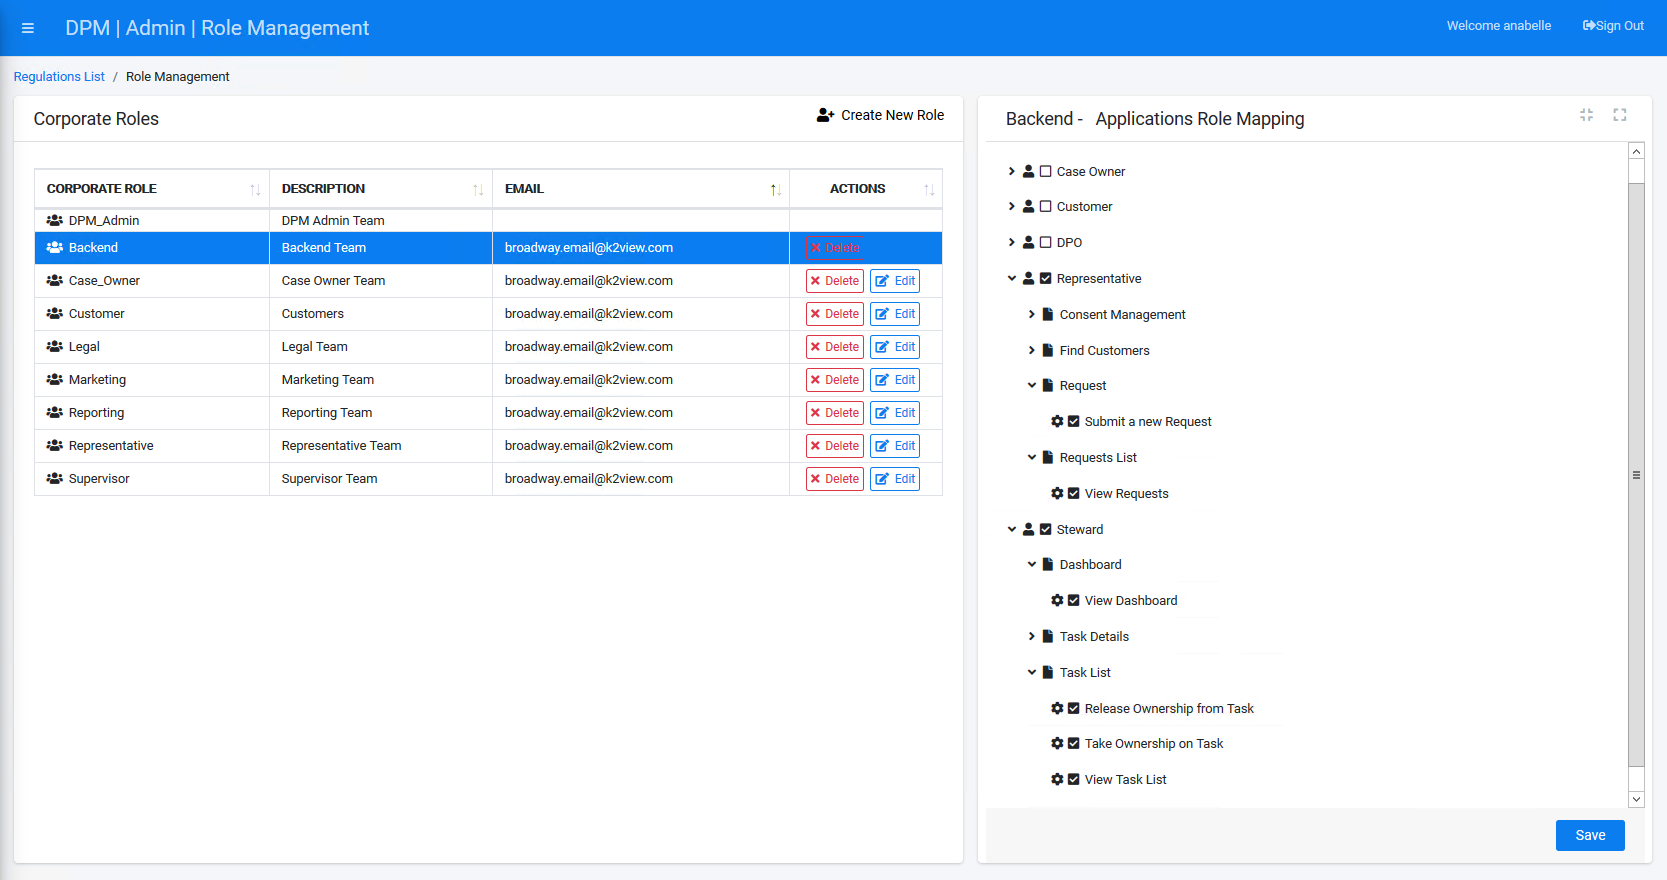 DPM | Admin | Role Management
Welcome anabelle
Sign Out
Regulations List / Role Management
Corporate Roles
Create New Role
CORPORATE ROLE DESCRIPTION EMAIL ACTIONS
DPM_Admin DPM Admin Team
Backend Backend Team broadway.email@k2view.com Delete
Case_Owner Case Owner Team broadway.email@k2view.com Delete Edit
Customer Customers broadway.email@k2view.com Delete Edit
Legal Legal Team broadway.email@k2view.com Delete Edit
Marketing Marketing Team broadway.email@k2view.com Delete Edit
Reporting Reporting Team broadway.email@k2view.com Delete Edit
Representative Representative Team broadway.email@k2view.com Delete Edit
Supervisor Supervisor Team broadway.email@k2view.com Delete Edit
Backend - Applications Role Mapping
Case Owner
Customer
DPO
Representative
Consent Management
Find Customers
Request
Submit a new Request
Requests List
View Requests
Steward
Dashboard
View Dashboard
Task Details
Task List
Release Ownership from Task
Take Ownership on Task
View Task List
Save